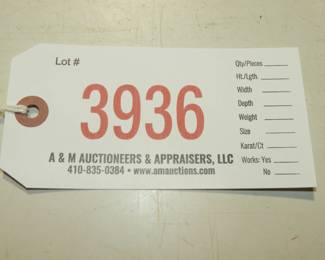 Lot #
3936
A & M AUCTIONEERS & APPRAISERS, LLC
410-835-0384 • www.amauctions.com
Qty/Pieces
Ht./Lgth.
Width
Depth
Weight
Size
Karat/Ct
Works: Yes
No